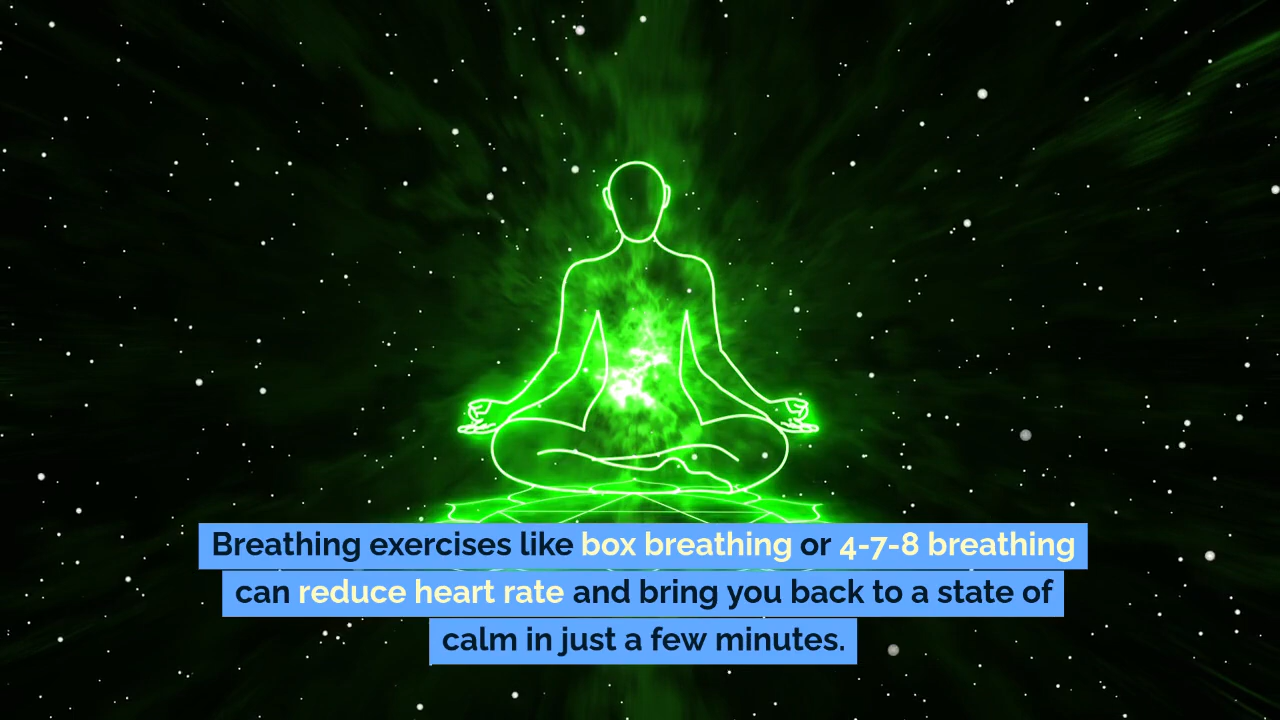 Breathing exercises like box breathing or 4-7-8 breathing
can reduce heart rate and bring you back to a state of
calm in just a few minutes.